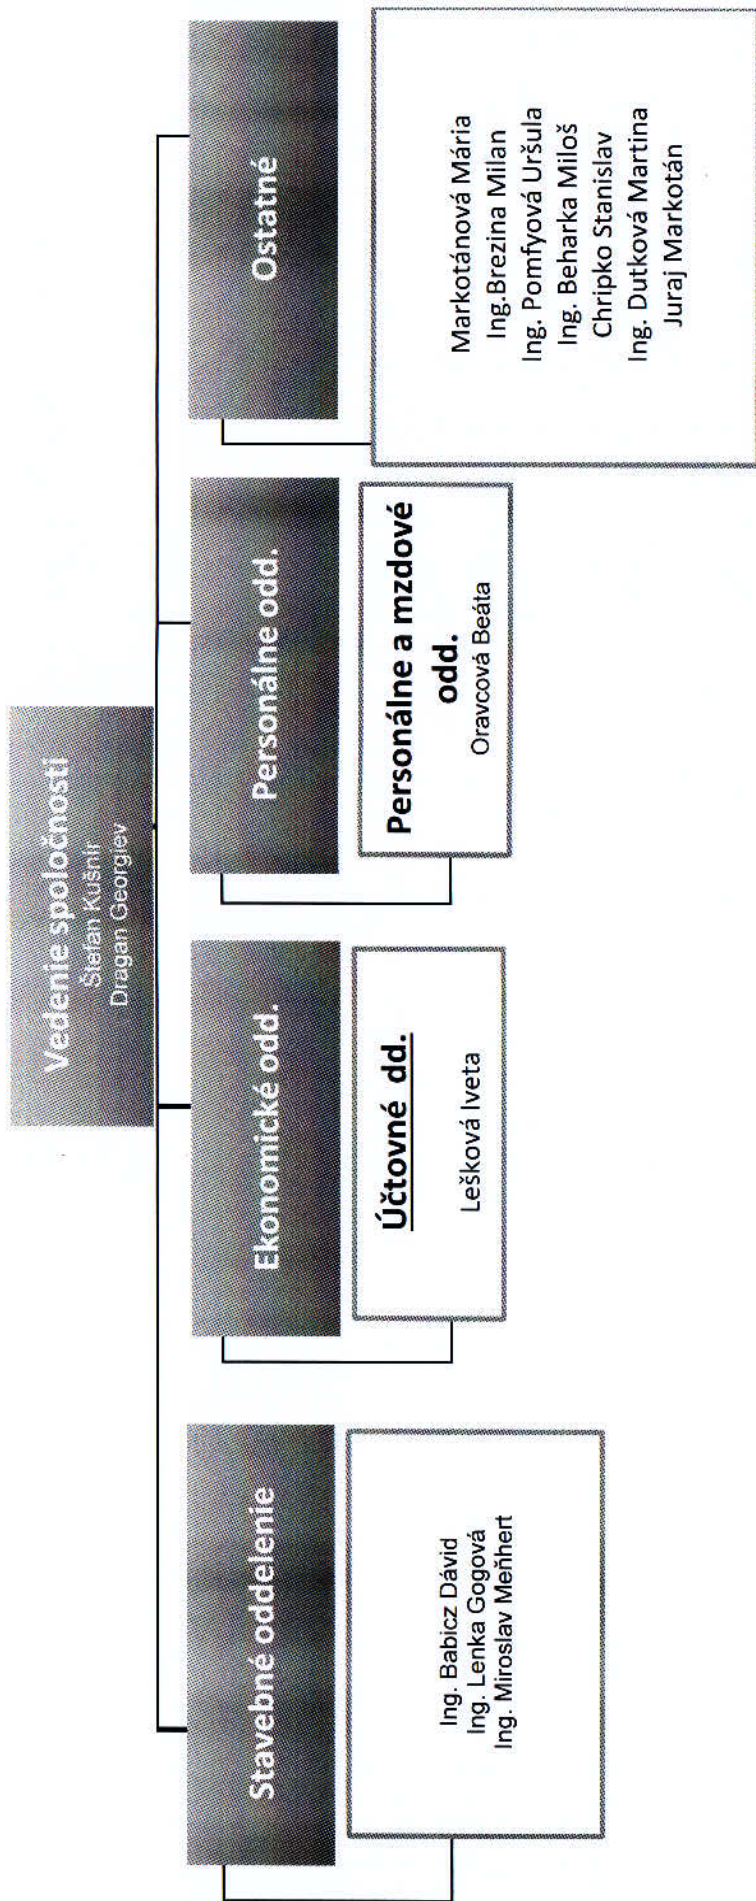 Vedenie spoločnosti
Štefan Kušnír
Dragan Georgiev
Stavebné oddelenie
Ing. Babicz Dávid
Ing. Lenka Gogová
Ing. Miroslav Meňhert
Ekonomické odd.
Účtovné dd.
Lešková Iveta
Personálne odd.
Personálne a mzdové
odd.
Oravcová Beáta
Ostatné
Markotánová Mária
Ing.Brezina Milan
Ing. Pomfyová Uršula
Ing. Beharka Miloš
Chripko Stanislav
Ing. Dutková Martina
Juraj Markotán